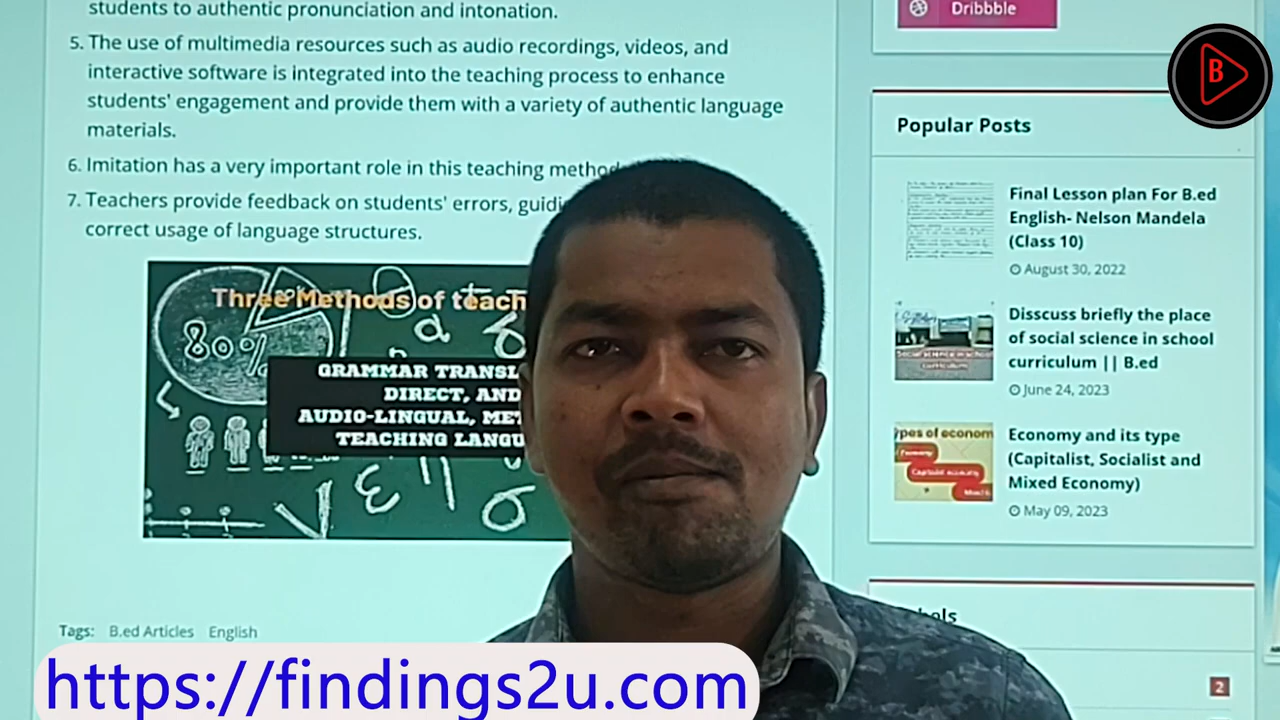 students to authentic pronunciation and intonation.
5. The use of multimedia resources such as audio recordings, videos, and
interactive software is integrated into the teaching process to enhance
students' engagement and provide them with a variety of authentic language
materials.
6. Imitation has a very important role in this teaching
7. Teachers provide feedback on students' errors,
correct usage of language structures.
Three Methods of
80%
a
GRAMMAR
DIRECT, AND
AUDIO-LINGUAL,
TEACHING
Tags: B.ed Articles English
https://findings2u.com
Dribbble
B
Popular Posts
Final Lesson plan For B.ed
English- Nelson Mandela
(Class 10)
August 30, 2022
Disscuss briefly the place
of social science in school
curriculum || B.ed
June 24, 2023
Economy and its type
(Capitalist, Socialist and
Mixed Economy)
May 09, 2023
2